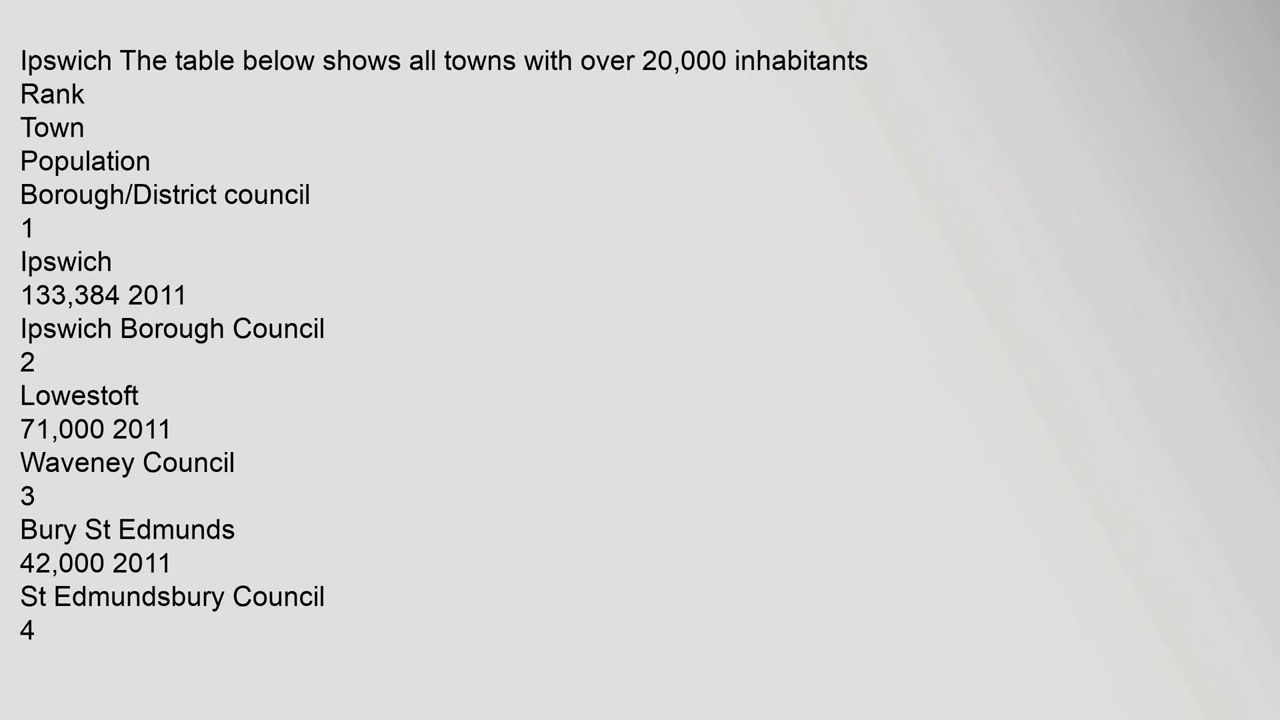 Ipswich The table below shows all towns with over 20,000 inhabitants
Rank
Town
Population
Borough/District council
1
Ipswich
133,384 2011
Ipswich Borough Council
2
Lowestoft
71,000 2011
Waveney Council
3
Bury St Edmunds
42,000 2011
St Edmundsbury Council
4